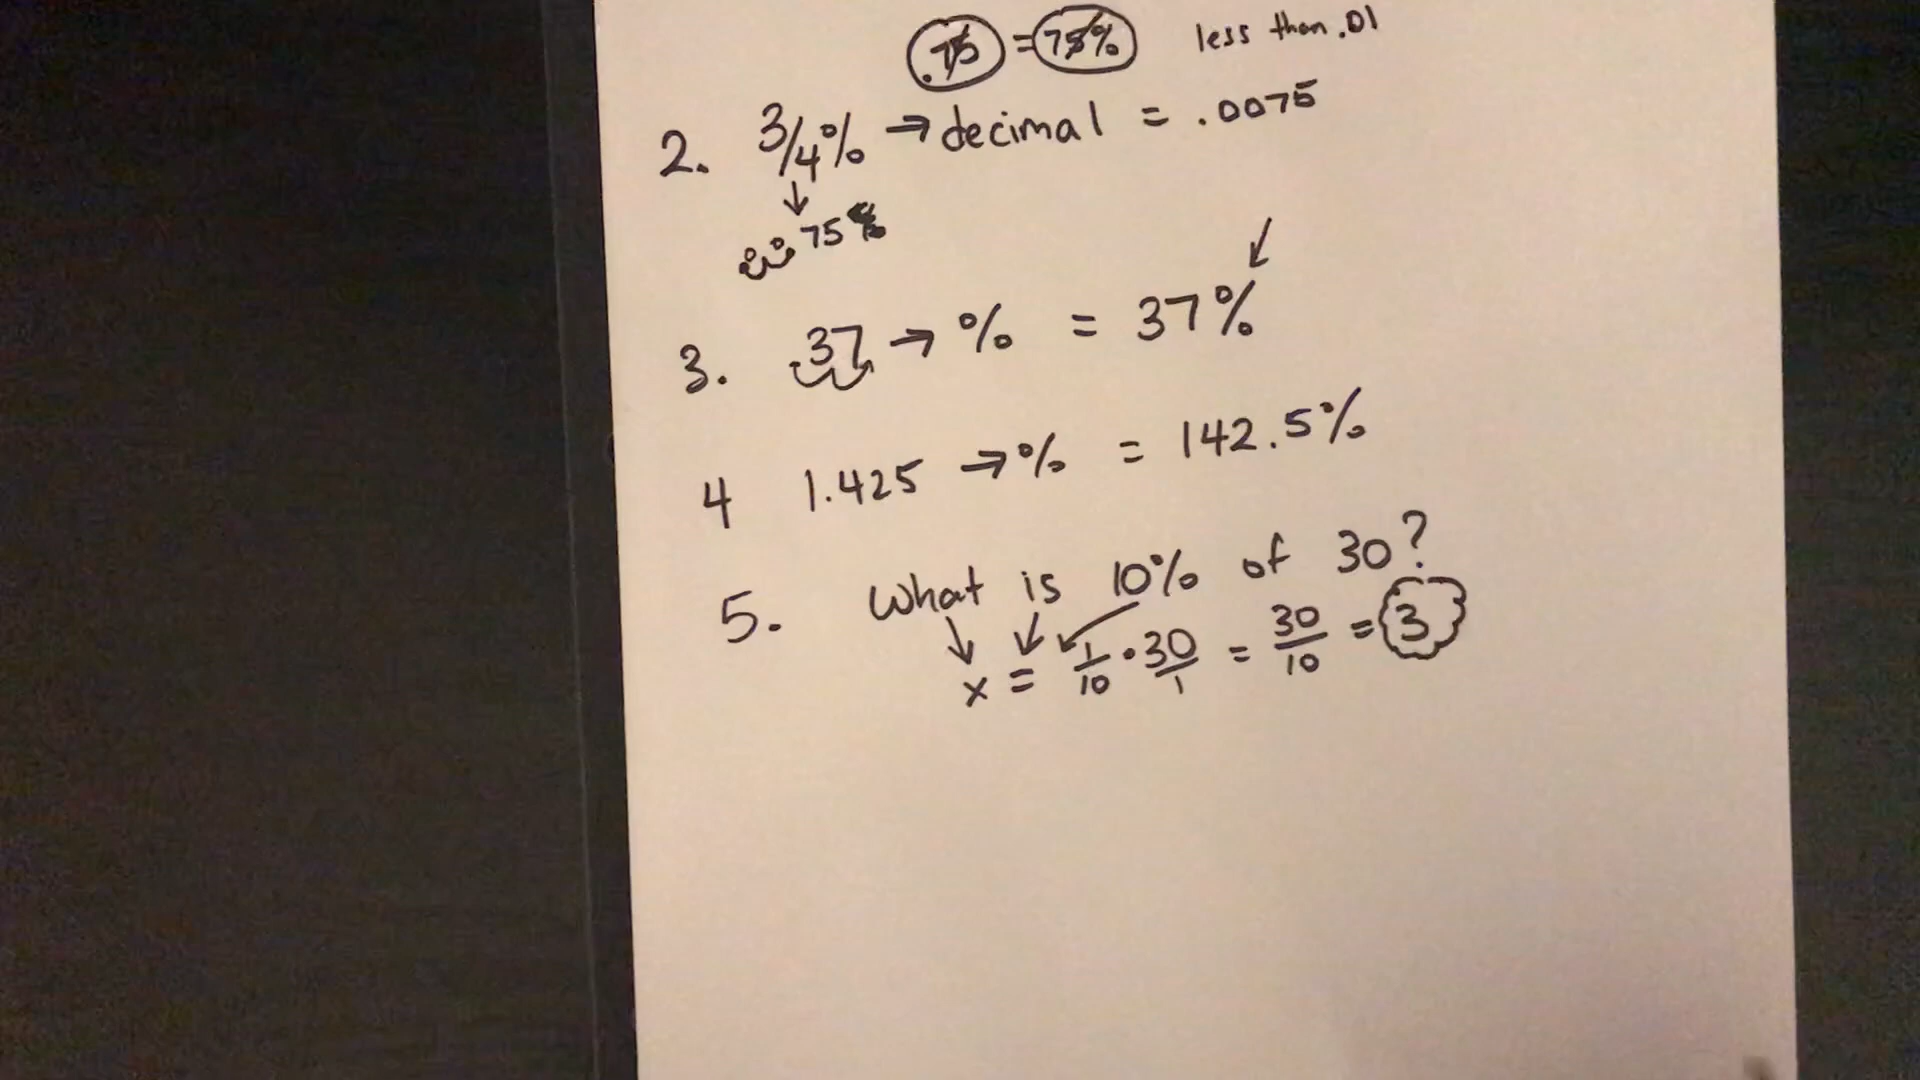 .75 = 75% less than .01
2. 3/4% → decimal = .0075
↓
75%
3. .37 → % = 37%
4 1.425 → % = 142.5%
5. What is 10% of 30?
x = 1/10 • 30/1 = 30/10 = 3